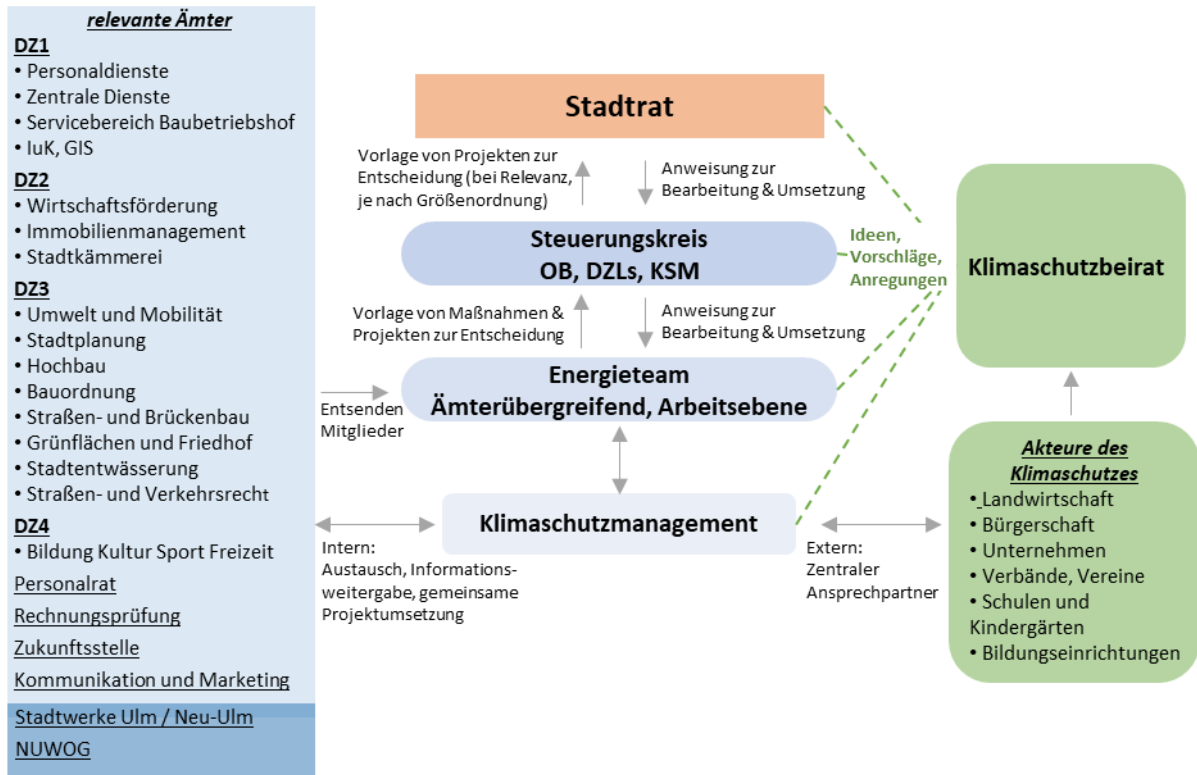 relevante Ämter
DZ1
• Personaldienste
• Zentrale Dienste
• Servicebereich Baubetriebshof
• IuK, GIS
DZ2
• Wirtschaftsförderung
• Immobilienmanagement
• Stadtkämmerei
DZ3
• Umwelt und Mobilität
• Stadtplanung
• Hochbau
• Bauordnung
• Straßen- und Brückenbau
• Grünflächen und Friedhof
• Stadtentwässerung
• Straßen- und Verkehrsrecht
DZ4
• Bildung Kultur Sport Freizeit
Personalrat
Rechnungsprüfung
Zukunftsstelle
Kommunikation und Marketing
Stadtwerke Ulm / Neu-Ulm
NUWOG
Stadtrat
Vorlage von Projekten zur
Entscheidung (bei Relevanz,
je nach Größenordnung)
Anweisung zur
Bearbeitung & Umsetzung
Steuerungskreis
OB, DZLs, KSM
Vorlage von Maßnahmen &
Projekten zur Entscheidung
Anweisung zur
Bearbeitung & Umsetzung
Energieteam
Ämterübergreifend, Arbeitsebene
Entsenden
Mitglieder
Klimaschutzmanagement
Intern:
Austausch, Informations-
weitergabe, gemeinsame
Projektumsetzung
Extern:
Zentraler
Ansprechpartner
Ideen,
Vorschläge,
Anregungen
Klimaschutzbeirat
Akteure des
Klimaschutzes
• Landwirtschaft
• Bürgerschaft
• Unternehmen
• Verbände, Vereine
• Schulen und
Kindergärten
• Bildungseinrichtungen